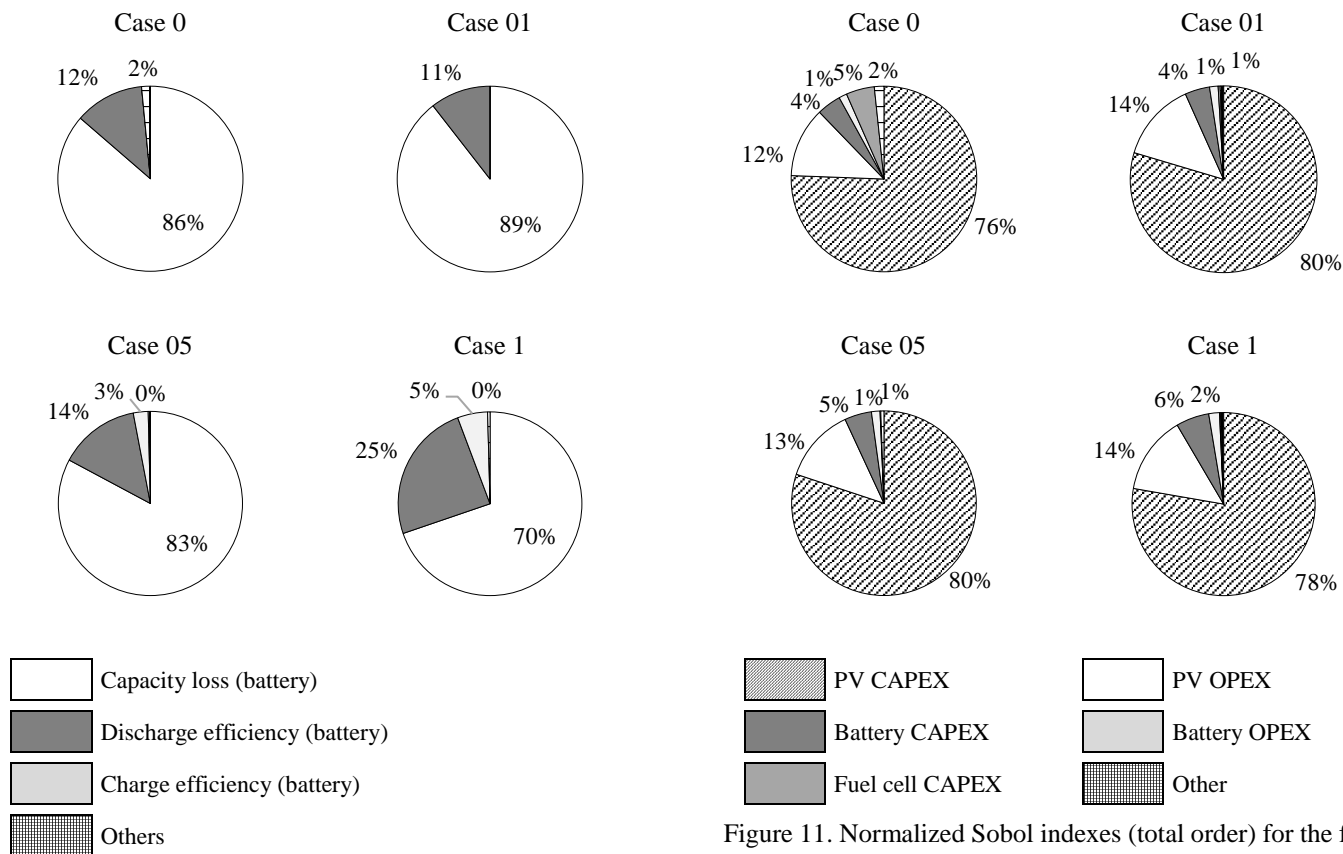 Case 0
12%
2%
86%
Case 01
11%
89%
Case 05
14%
3%
0%
83%
Case 1
25%
5%
0%
70%
Capacity loss (battery)
Discharge efficiency (battery)
Charge efficiency (battery)
Others
Case 0
12%
4%
1%
5%
2%
76%
Case 01
14%
4%
1%
1%
80%
Case 05
13%
5%
1%
1%
80%
Case 1
14%
6%
2%
78%
PV CAPEX
PV OPEX
Battery CAPEX
Battery OPEX
Fuel cell CAPEX
Other
Figure 11. Normalized Sobol indexes (total order) for the f